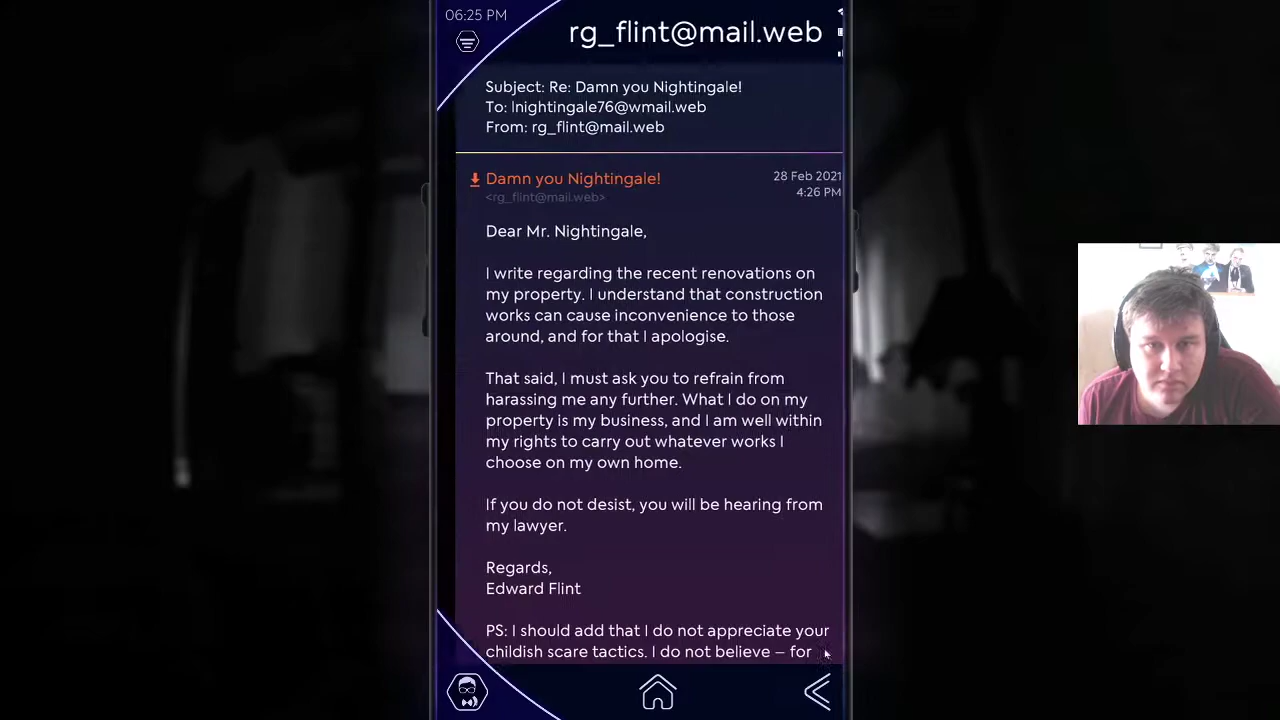 06:25 PM
rg_flint@mail.web
Subject: Re: Damn you Nightingale!
To: lnightingale76@wmail.web
From: rg_flint@mail.web
Damn you Nightingale!
28 Feb 2021
<rg_flint@mail.web>
4:26 PM
Dear Mr. Nightingale,
I write regarding the recent renovations on
my property. I understand that construction
works can cause inconvenience to those
around, and for that I apologise.
That said, I must ask you to refrain from
harassing me any further. What I do on my
property is my business, and I am well within
my rights to carry out whatever works I
choose on my own home.
If you do not desist, you will be hearing from
my lawyer.
Regards,
Edward Flint
PS: I should add that I do not appreciate your
childish scare tactics. I do not believe – for